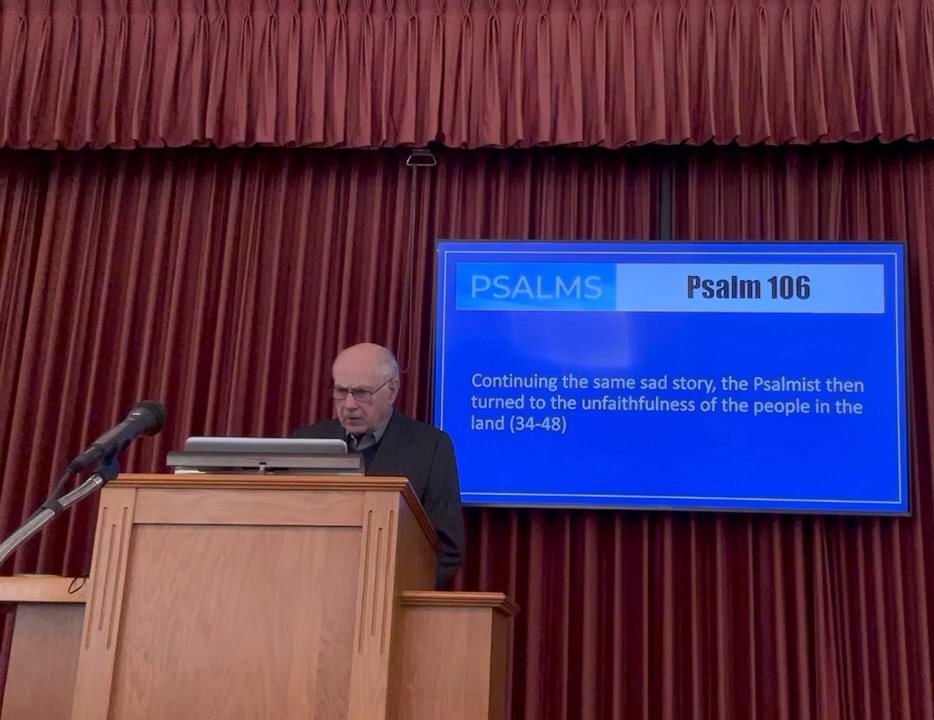 PSALMS
Psalm 106
Continuing the same sad story, the Psalmist then
turned to the unfaithfulness of the people in the
land (34-48)